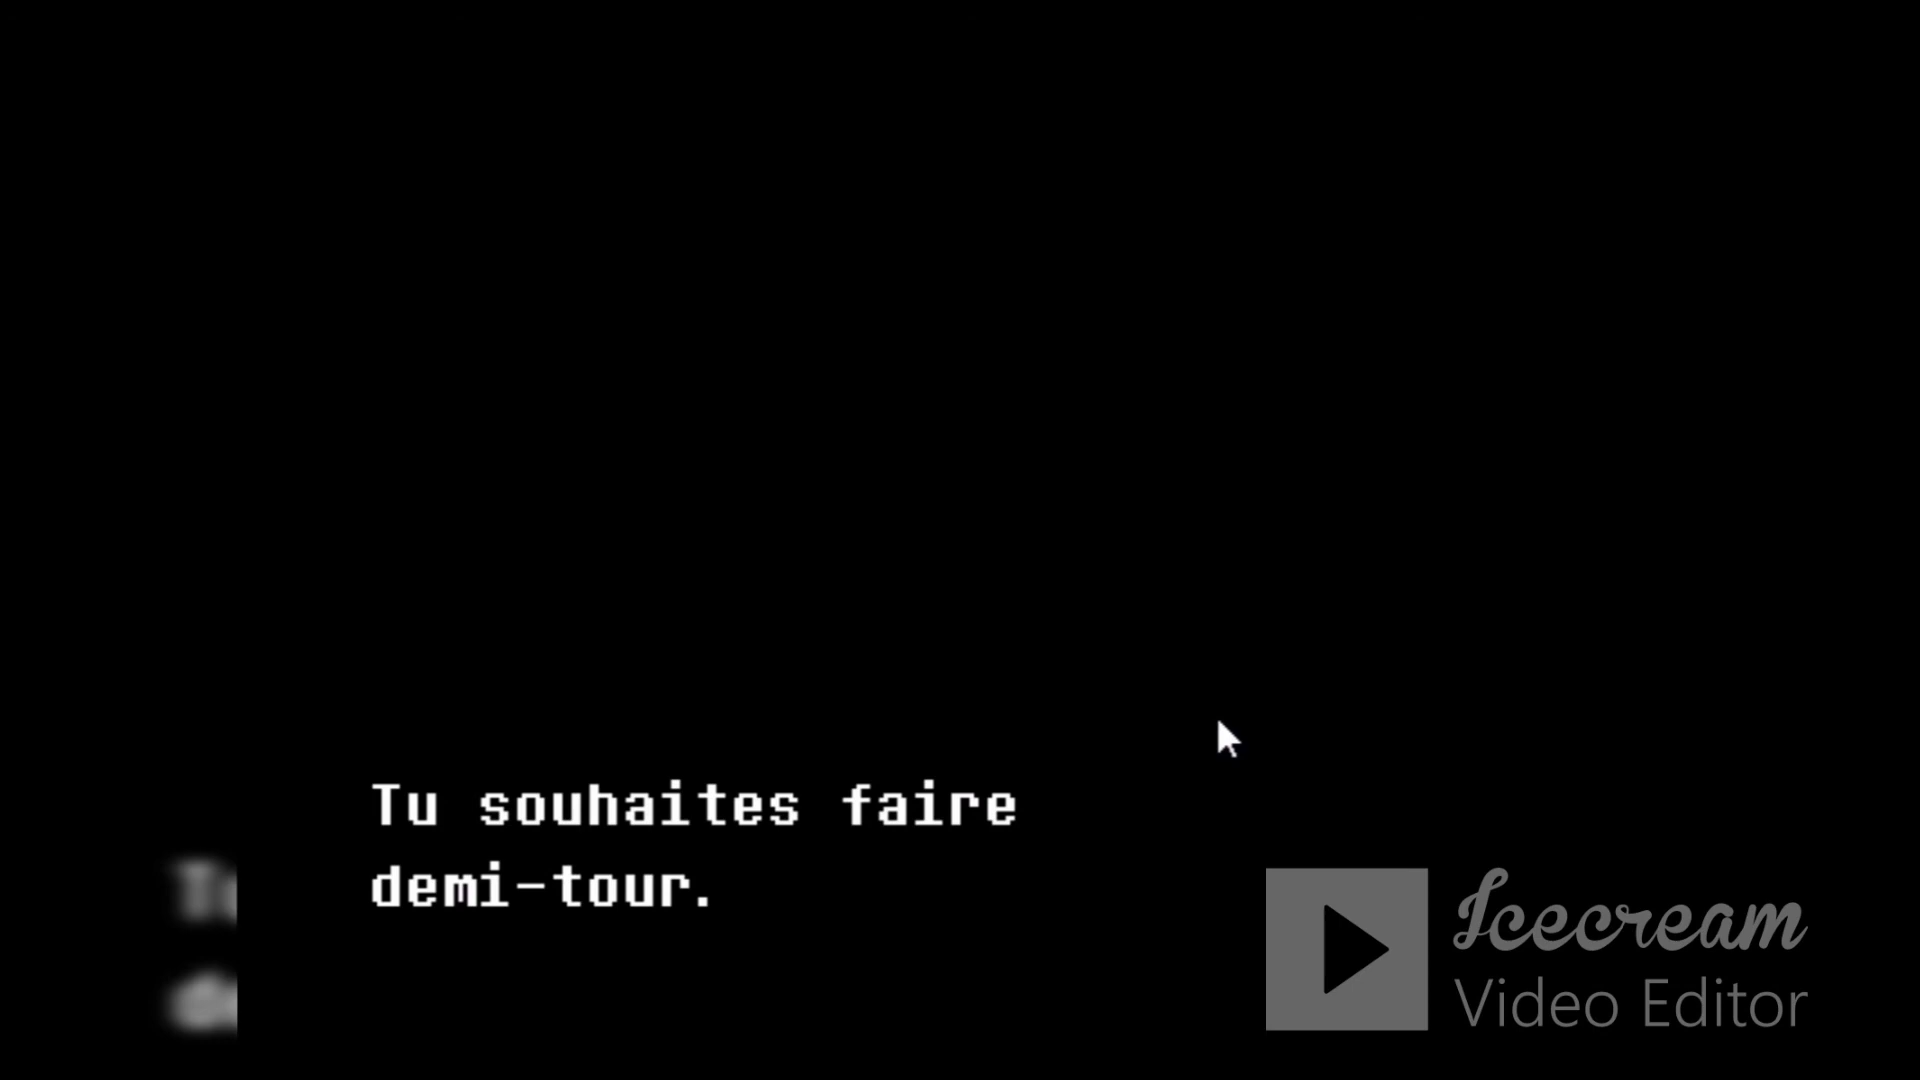 Tu souhaites faire
demi-tour.
Icecream
Video Editor